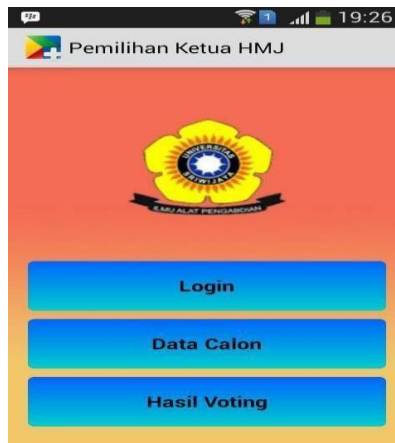 19:26
Pemilihan Ketua HMJ
UNIVERSITAS
SRIWIJAYA
ILMU ALAT PENGABDIAN
Login
Data Calon
Hasil Voting